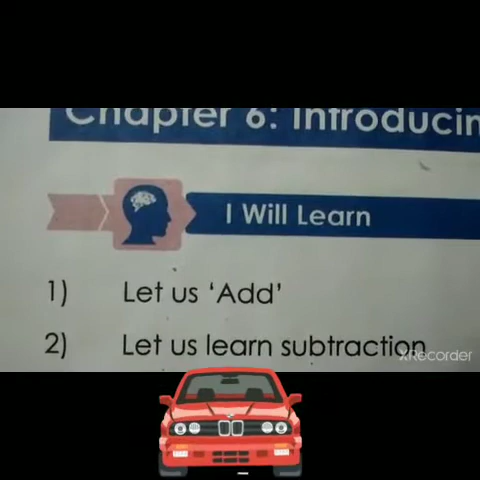 Chapter 6: Introducin
I Will Learn
1) Let us ‘Add’
2) Let us learn subtraction
XRecorder